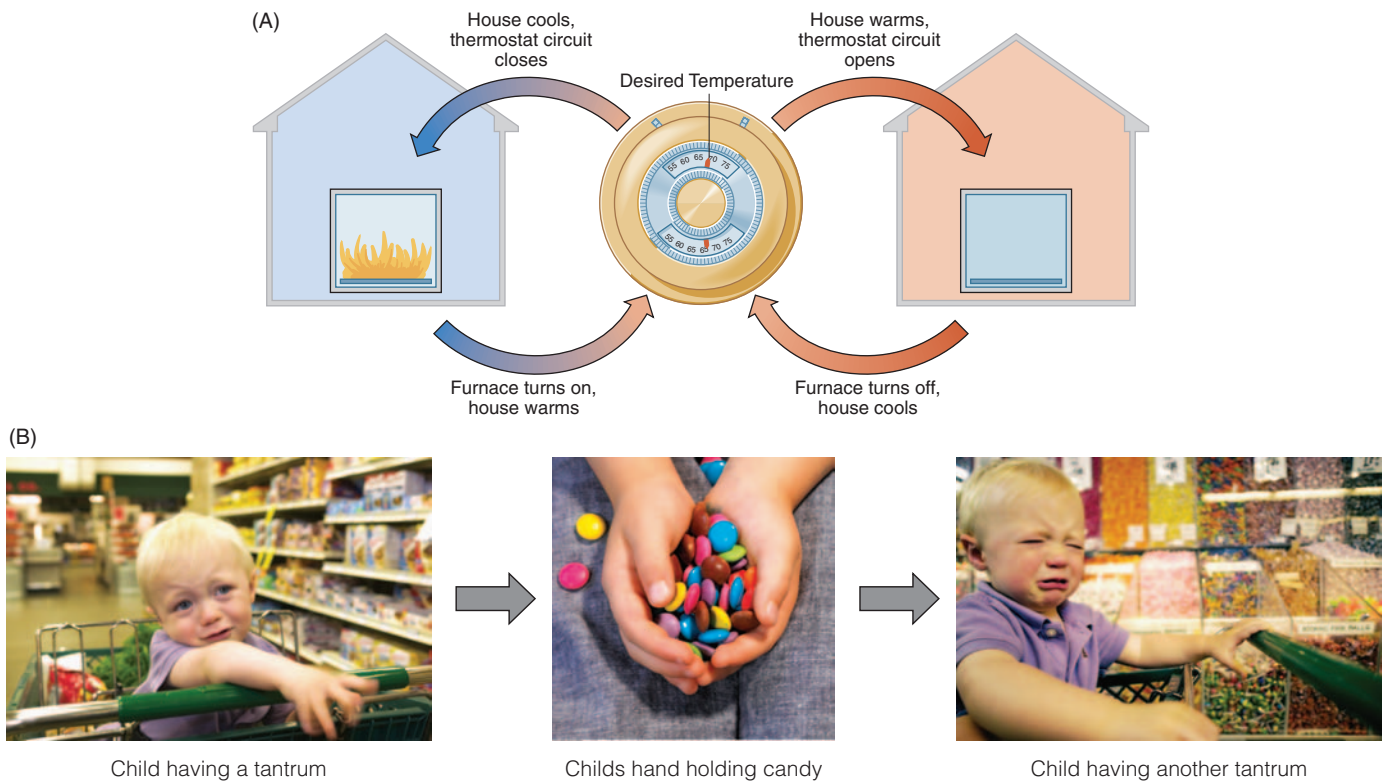 (A)
House cools,
thermostat circuit
closes
House warms,
thermostat circuit
opens
Desired Temperature
55 60 65 70 75
55 60 65 70 75
Furnace turns on,
house warms
Furnace turns off,
house cools
(B)
Child having a tantrum
Childs hand holding candy
Child having another tantrum